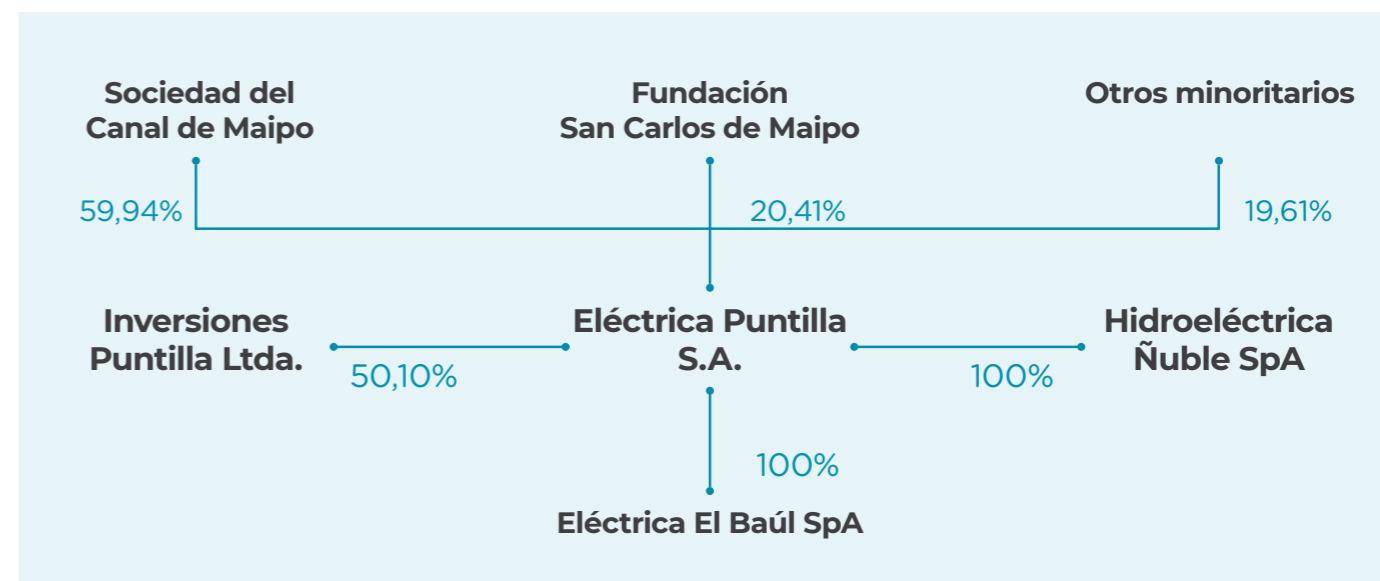 Sociedad del
Canal de Maipo
Fundación
San Carlos de Maipo
Otros minoritarios
59,94%
20,41%
19,61%
Inversiones
Puntilla Ltda.
50,10%
Eléctrica Puntilla
S.A.
100%
Hidroeléctrica
Ñuble SpA
100%
Eléctrica El Baúl SpA